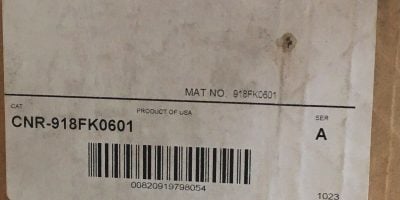 MAT NO. 918FK0601
CAT. PRODUCT OF USA SER
CNR-918FK0601 A
00820919798054
1023